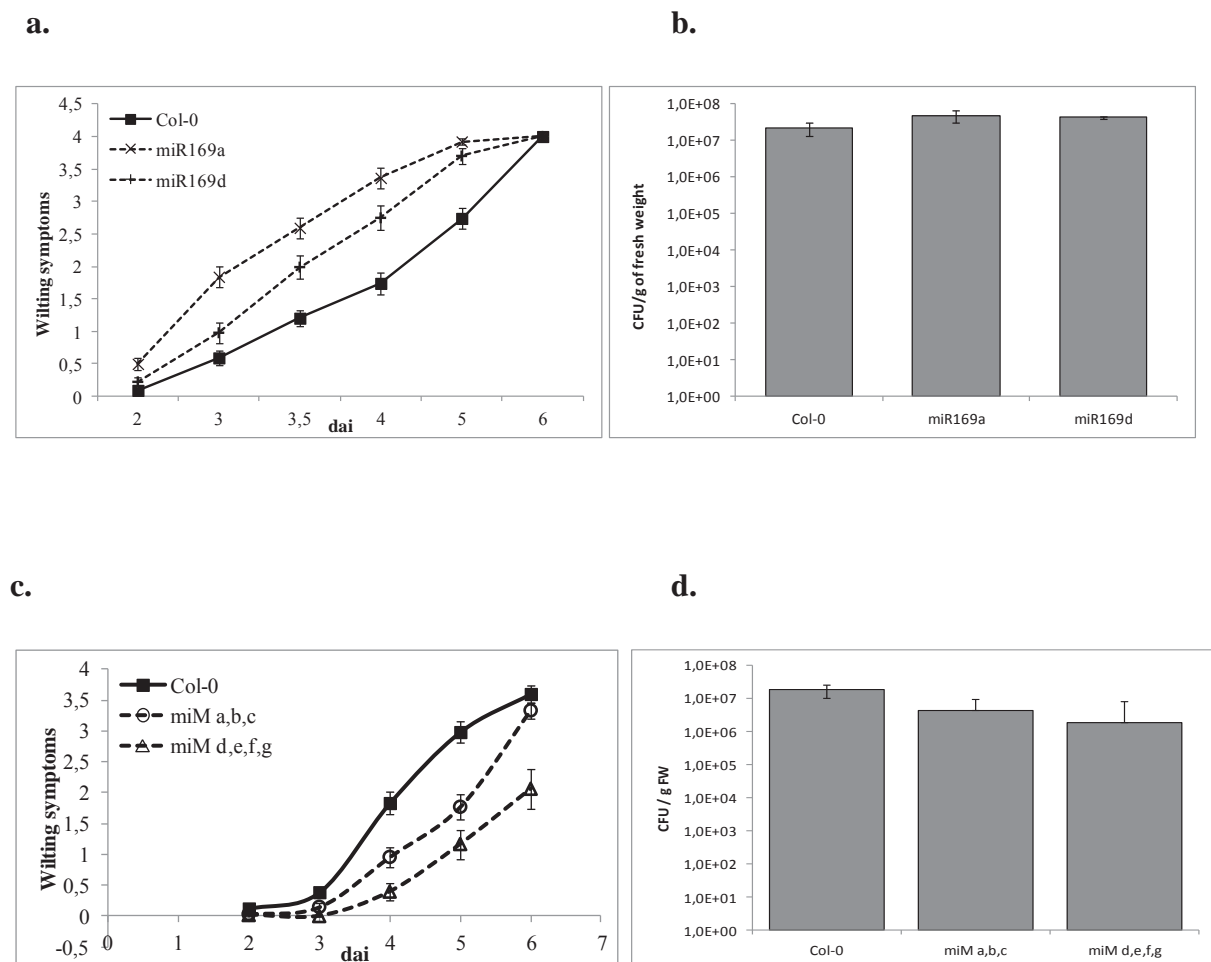 a.
4,5
4
3,5
3
2,5
2
1,5
1
0,5
0
Wilting symptoms
Col-0
miR169a
miR169d
2 3 3,5 4 5 6
dai
b.
1,0E+08
1,0E+07
1,0E+06
1,0E+05
1,0E+04
1,0E+03
1,0E+02
1,0E+01
1,0E+00
CFU/g of fresh weight
Col-0 miR169a miR169d
c.
4
3,5
3
2,5
2
1,5
1
0,5
0
-0,5
Wilting symptoms
Col-0
miM a,b,c
miM d,e,f,g
0 1 2 3 4 5 6 7
dai
d.
1,0E+08
1,0E+07
1,0E+06
1,0E+05
1,0E+04
1,0E+03
1,0E+02
1,0E+01
1,0E+00
CFU / g FW
Col-0 miM a,b,c miM d,e,f,g